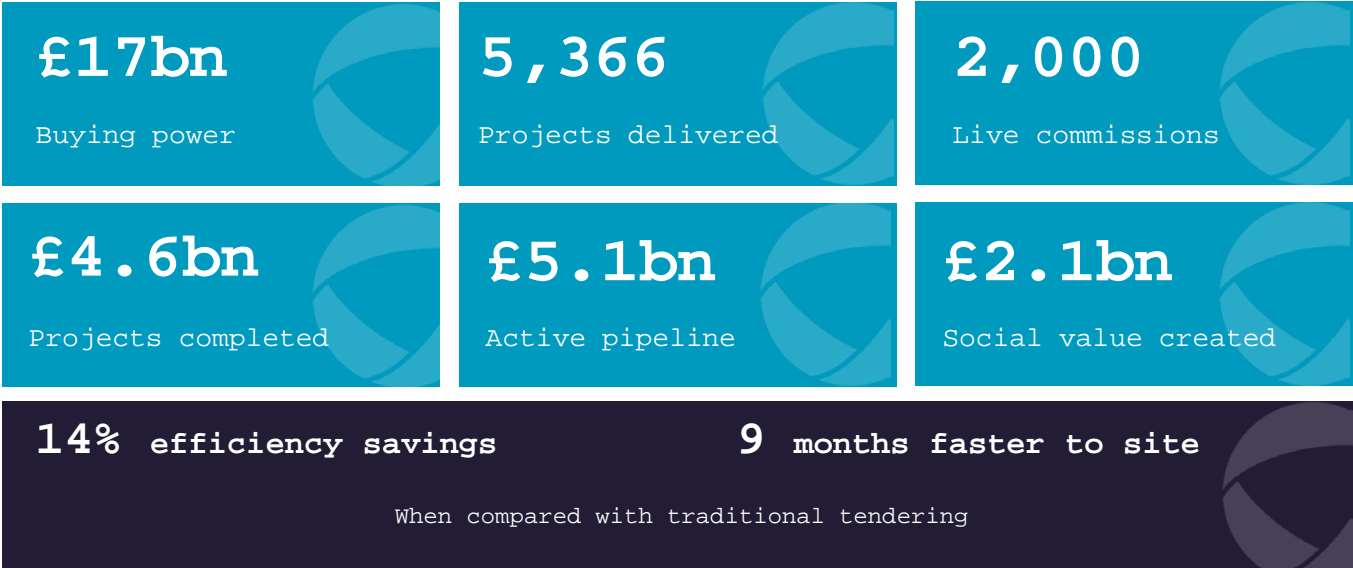 £17bn
Buying power
5,366
Projects delivered
2,000
Live commissions
£4.6bn
Projects completed
£5.1bn
Active pipeline
£2.1bn
Social value created
14% efficiency savings
9 months faster to site
When compared with traditional tendering